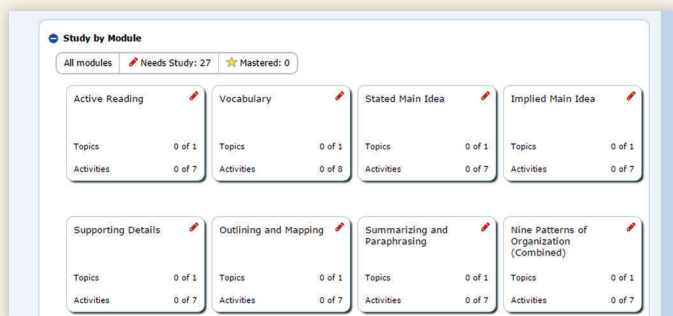 Study by Module
All modules Needs Study: 27 Mastered: 0
Active Reading
Topics 0 of 1
Activities 0 of 7
Vocabulary
Topics 0 of 1
Activities 0 of 8
Stated Main Idea
Topics 0 of 1
Activities 0 of 7
Implied Main Idea
Topics 0 of 1
Activities 0 of 7
Supporting Details
Topics 0 of 1
Activities 0 of 7
Outlining and Mapping
Topics 0 of 1
Activities 0 of 7
Summarizing and
Paraphrasing
Topics 0 of 1
Activities 0 of 7
Nine Patterns of
Organization
(Combined)
Topics 0 of 1
Activities 0 of 7